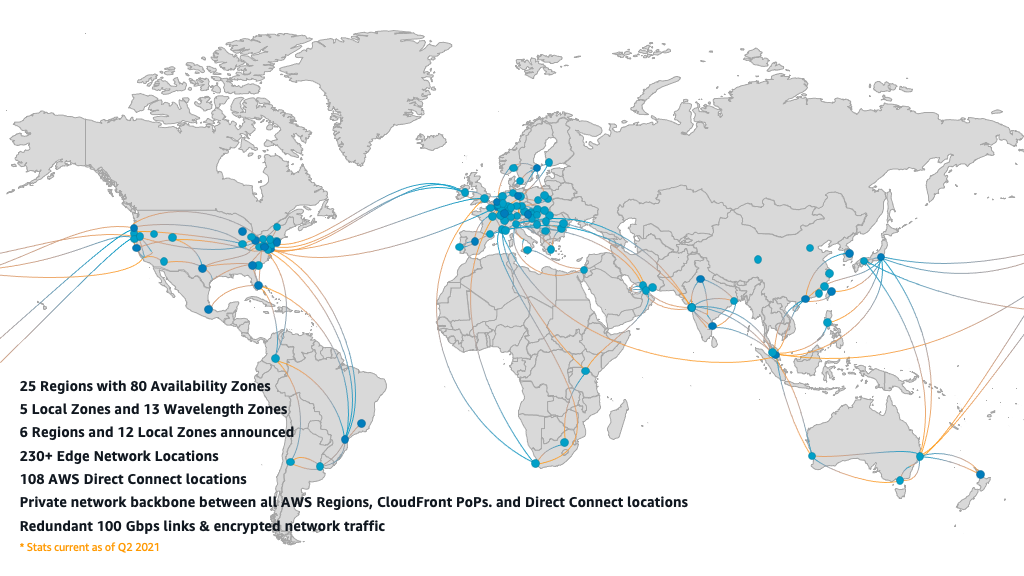 25 Regions with 80 Availability Zones
5 Local Zones and 13 Wavelength Zones
6 Regions and 12 Local Zones announced
230+ Edge Network Locations
108 AWS Direct Connect locations
Private network backbone between all AWS Regions, CloudFront PoPs. and Direct Connect locations
Redundant 100 Gbps links & encrypted network traffic
* Stats current as of Q2 2021